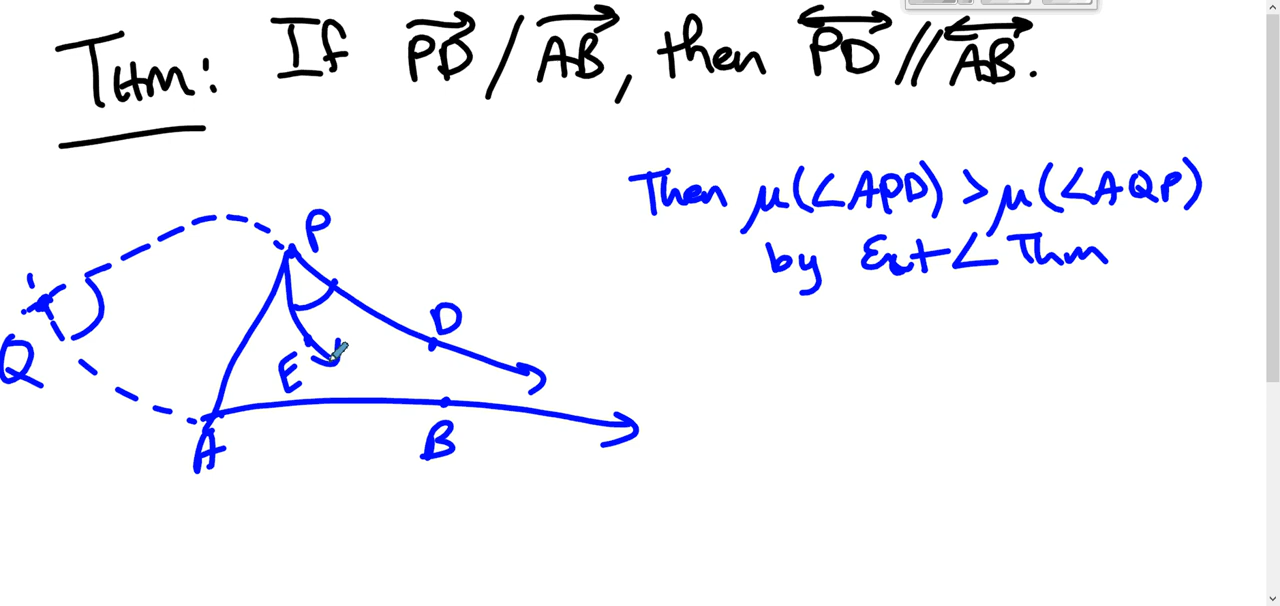 Thm: If PD / AB, then PD // AB.
Then μ(∠APD) > μ(∠AQP)
by Ext ∠ Thm
P
D
Q
E
A
B